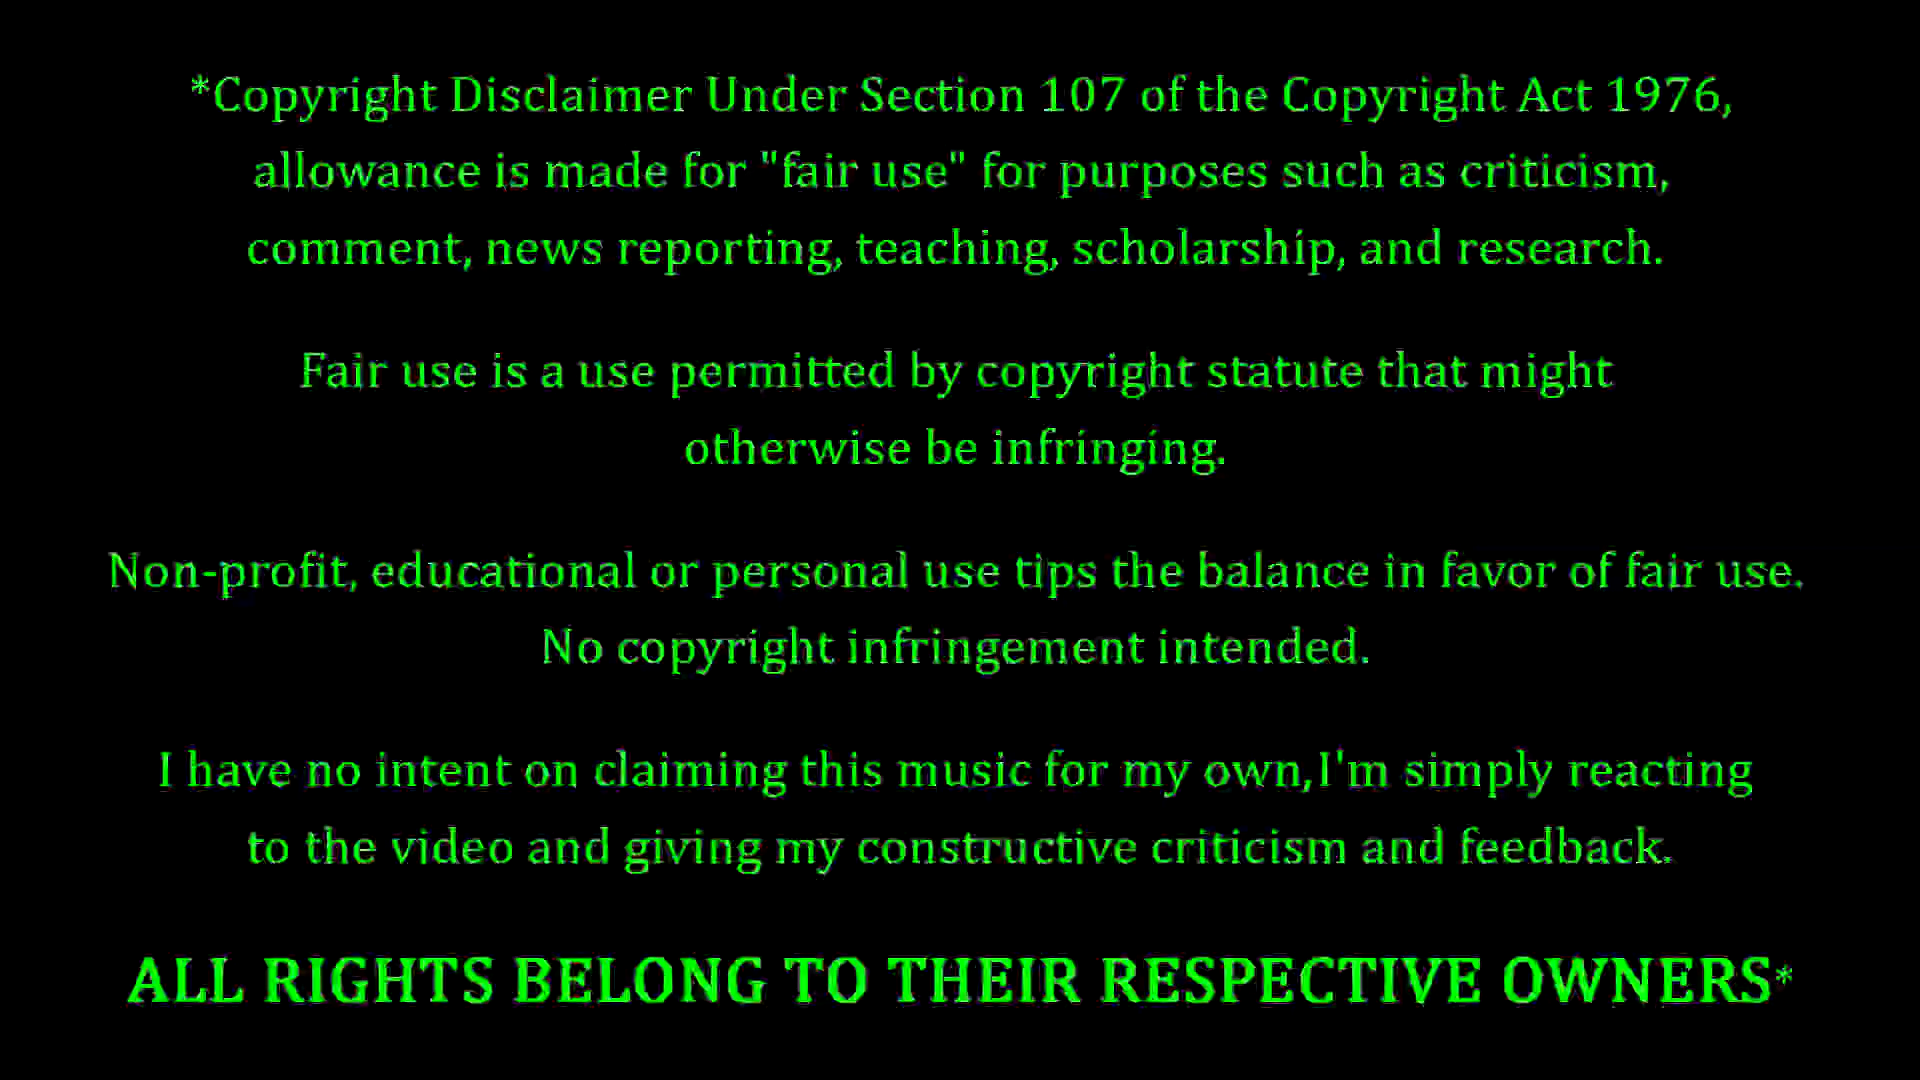 *Copyright Disclaimer Under Section 107 of the Copyright Act 1976,
allowance is made for "fair use" for purposes such as criticism,
comment, news reporting, teaching, scholarship, and research.
Fair use is a use permitted by copyright statute that might
otherwise be infringing.
Non-profit, educational or personal use tips the balance in favor of fair use.
No copyright infringement intended.
I have no intent on claiming this music for my own,I'm simply reacting
to the video and giving my constructive criticism and feedback.
ALL RIGHTS BELONG TO THEIR RESPECTIVE OWNERS*